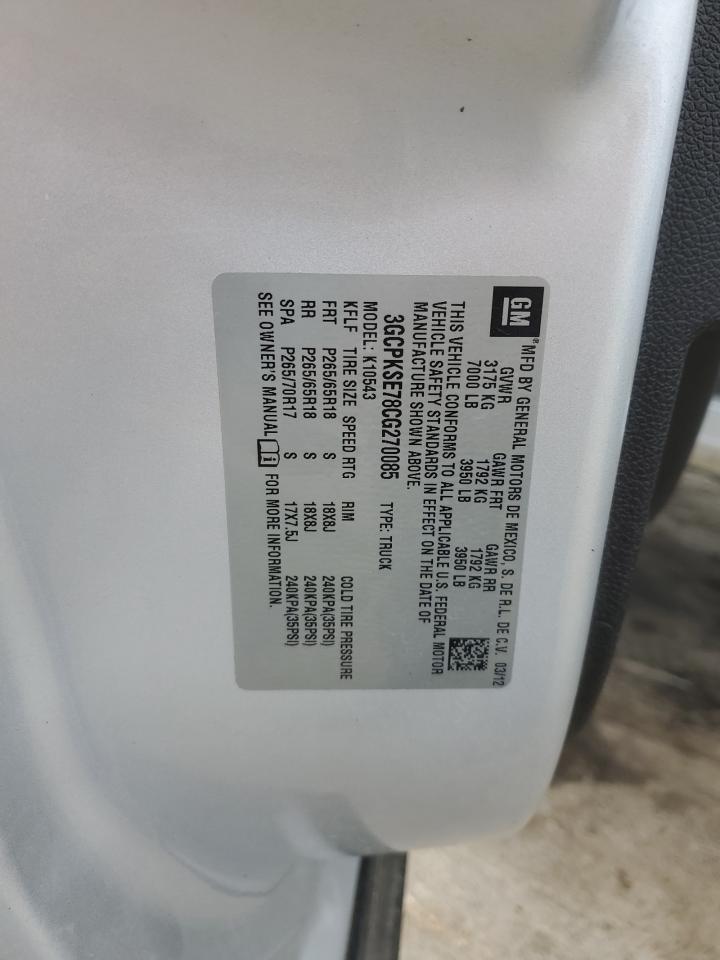 GM ® MFD BY GENERAL MOTORS DE MEXICO, S. DE R.L. DE C.V. 03/12
GVWR GAWR FRT GAWR RR
3175 KG 1792 KG 1792 KG
7000 LB 3950 LB 3950 LB
THIS VEHICLE CONFORMS TO ALL APPLICABLE U.S. FEDERAL MOTOR
VEHICLE SAFETY STANDARDS IN EFFECT ON THE DATE OF
MANUFACTURE SHOWN ABOVE.
3GCPKSE78CG270085 TYPE: TRUCK
MODEL: K10543
KFLF TIRE SIZE SPEED RTG RIM COLD TIRE PRESSURE
FRT P265/65R18 S 18X8J 240KPA(35PSI)
RR P265/65R18 S 18X8J 240KPA(35PSI)
SPA P265/70R17 S 17X7.5J 240KPA(35PSI)
SEE OWNER'S MANUAL i FOR MORE INFORMATION.